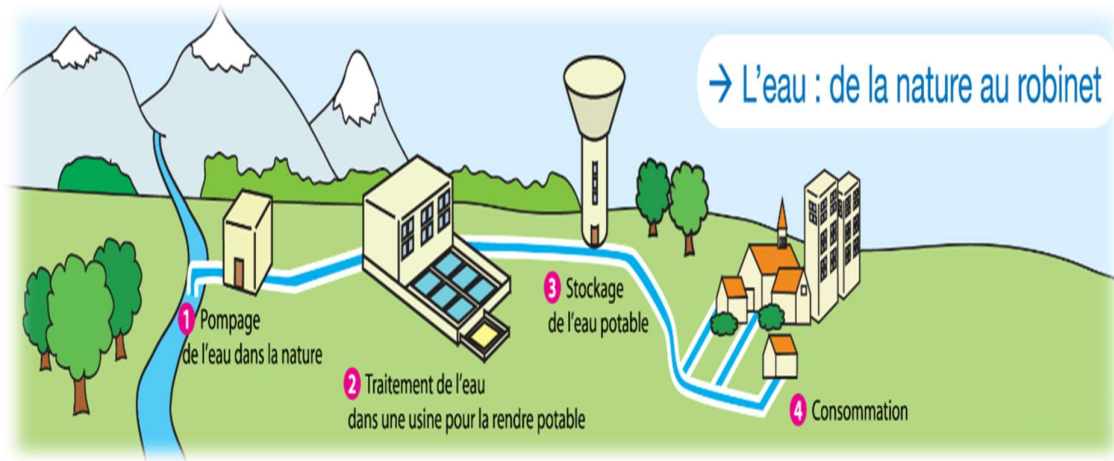 → L'eau : de la nature au robinet
1 Pompage
de l'eau dans la nature
2 Traitement de l'eau
dans une usine pour la rendre potable
3 Stockage
de l'eau potable
4 Consommation